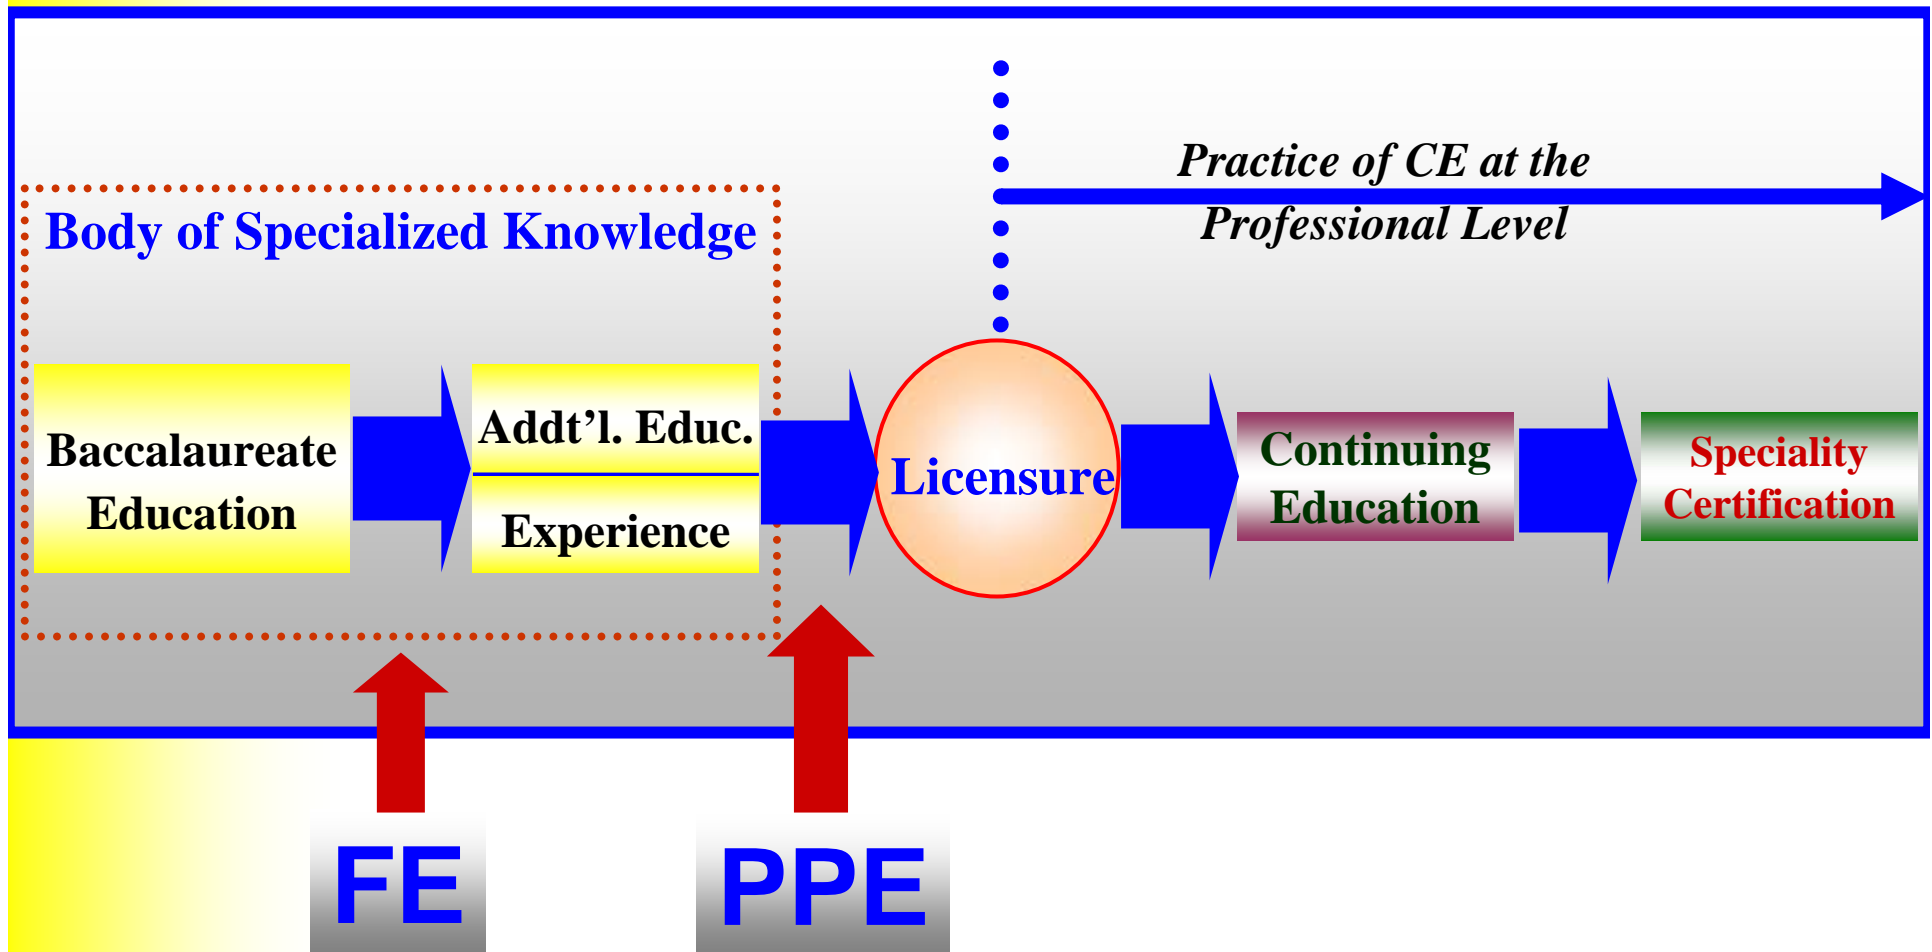 Practice of CE at the
Professional Level
Body of Specialized Knowledge
Baccalaureate
Education
Addt’l. Educ.
Experience
Licensure
Continuing
Education
Speciality
Certification
FE
PPE